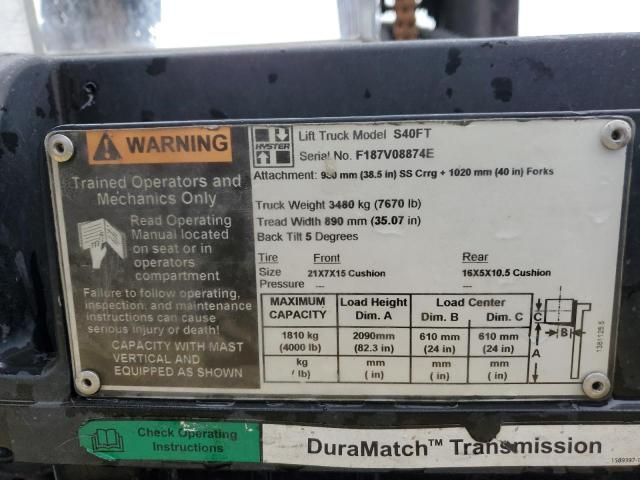 WARNING
Trained Operators and
Mechanics Only
Read Operating
Manual located
on seat or in
operators
compartment
Failure to follow operating,
inspection, and maintenance
instructions can cause
serious injury or death!
CAPACITY WITH MAST
VERTICAL AND
EQUIPPED AS SHOWN
HYSTER
Lift Truck Model S40FT
Serial No. F187V08874E
Attachment: 980 mm (38.5 in) SS Crrg + 1020 mm (40 in) Forks
Truck Weight 3480 kg (7670 lb)
Tread Width 890 mm (35.07 in)
Back Tilt 5 Degrees
Tire Front Rear
Size 21X7X15 Cushion 16X5X10.5 Cushion
Pressure --- ---
MAXIMUM CAPACITY Load Height Dim. A Load Center Dim. B Dim. C
1810 kg (4000 lb) 2090mm (82.3 in) 610 mm (24 in) 610 mm (24 in)
kg ( lb) mm ( in) mm ( in) mm ( in)
C
B
A
Check Operating
Instructions
DuraMatch™ Transmission